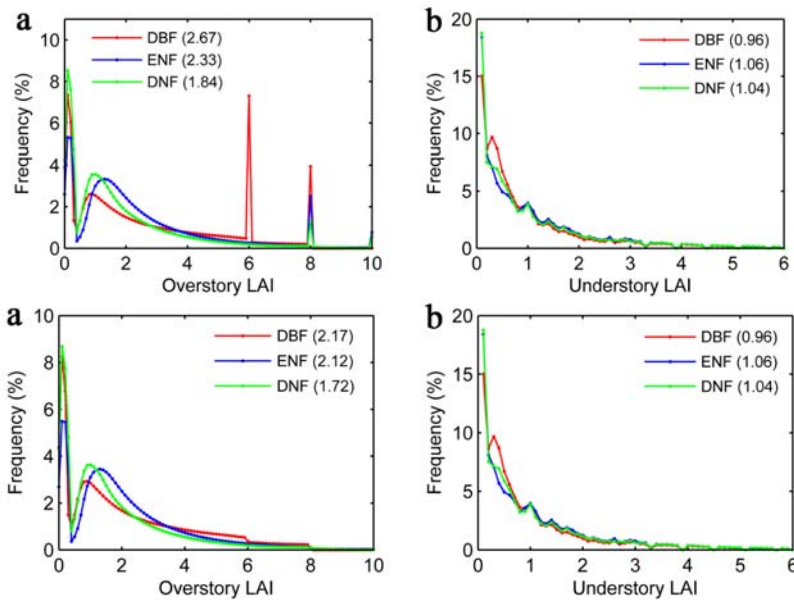 a
10
8
6
4
2
0
Frequency (%)
DBF (2.67)
ENF (2.33)
DNF (1.84)
0 2 4 6 8 10
Overstory LAI
b
20
15
10
5
0
Frequency (%)
DBF (0.96)
ENF (1.06)
DNF (1.04)
0 1 2 3 4 5 6
Understory LAI
a
10
8
6
4
2
0
Frequency (%)
DBF (2.17)
ENF (2.12)
DNF (1.72)
0 2 4 6 8 10
Overstory LAI
b
20
15
10
5
0
Frequency (%)
DBF (0.96)
ENF (1.06)
DNF (1.04)
0 1 2 3 4 5 6
Understory LAI